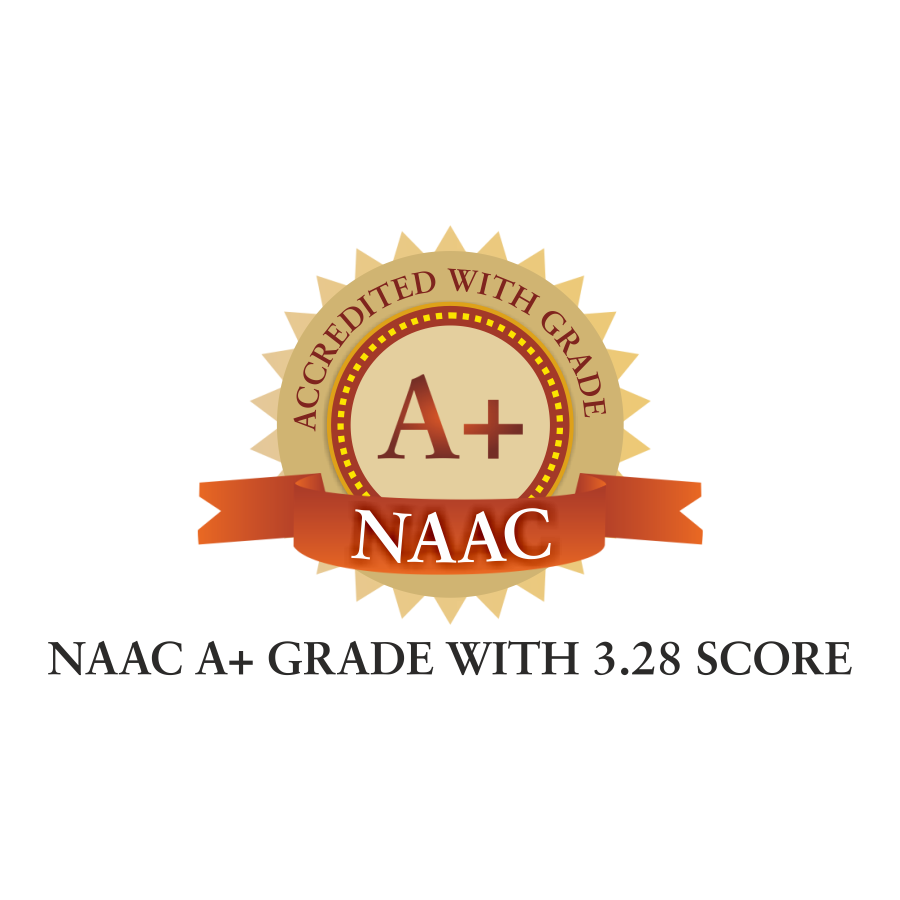 ACCREDITED WITH GRADE
A+
NAAC
NAAC A+ GRADE WITH 3.28 SCORE